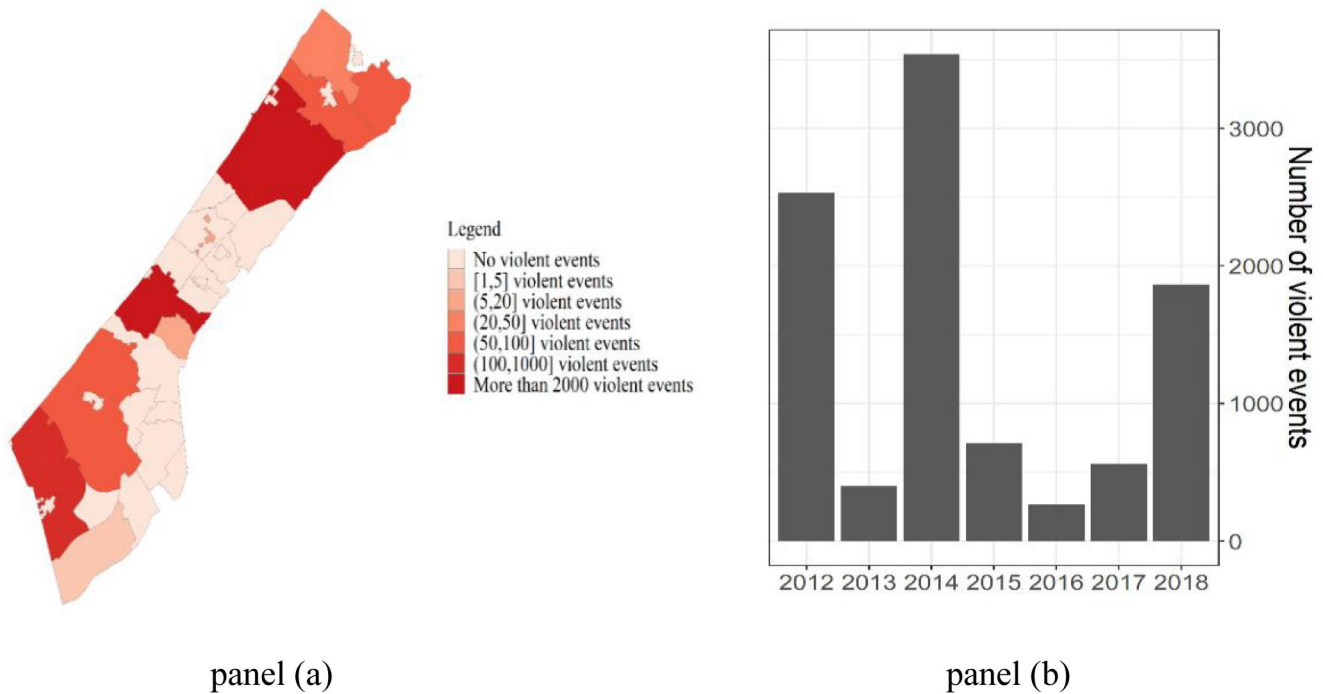 Legend
No violent events
[1,5] violent events
(5,20] violent events
(20,50] violent events
(50,100] violent events
(100,1000] violent events
More than 2000 violent events
3000
2000
1000
0
Number of violent events
2012 2013 2014 2015 2016 2017 2018
panel (a)
panel (b)